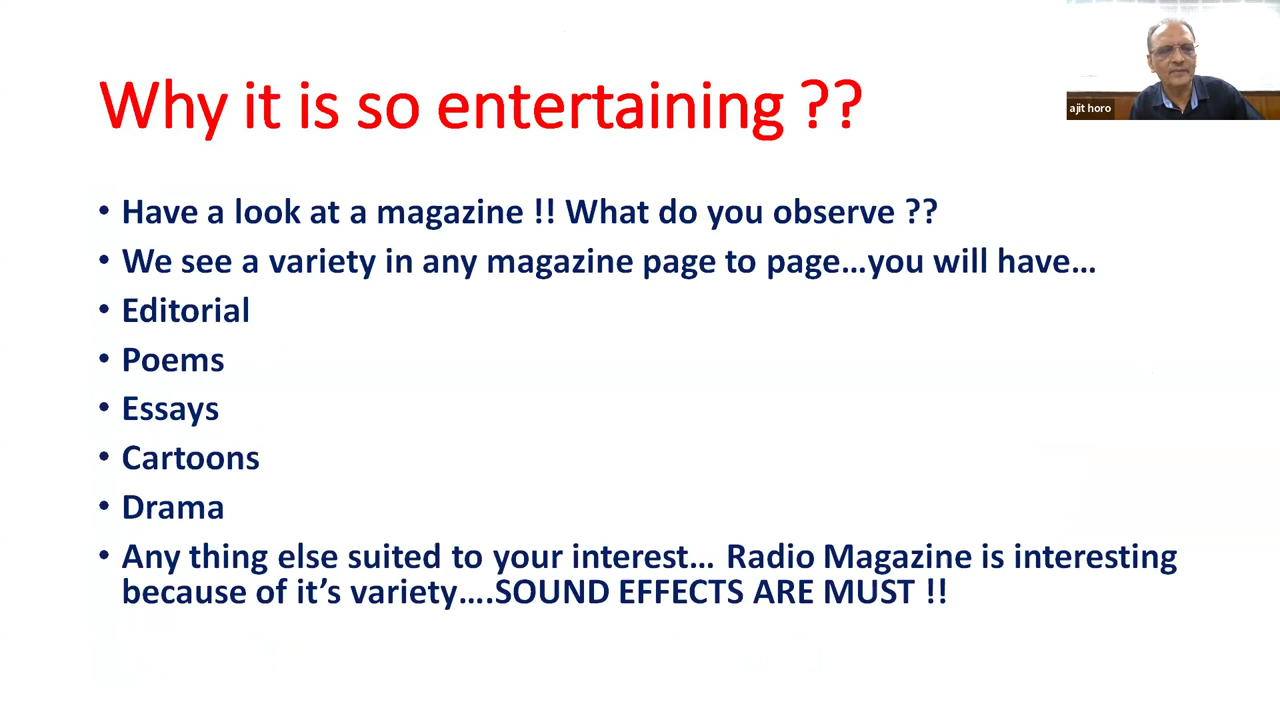 Why it is so entertaining ??
ajit horo
• Have a look at a magazine !! What do you observe ??
• We see a variety in any magazine page to page…you will have…
• Editorial
• Poems
• Essays
• Cartoons
• Drama
• Any thing else suited to your interest… Radio Magazine is interesting
because of it’s variety….SOUND EFFECTS ARE MUST !!